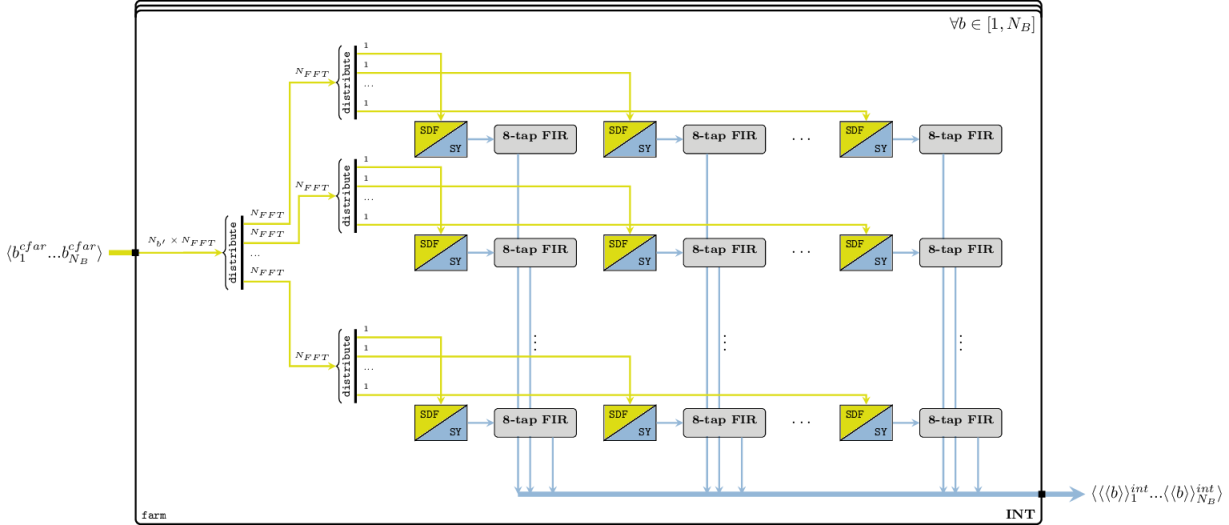 ∀b ∈ [1, N_B]
1
N_FFT
distribute
1
...
1
SDF SY
8-tap FIR
SDF SY
8-tap FIR
...
SDF SY
8-tap FIR
1
N_FFT
distribute
1
...
1
N_FFT
⟨b_1^{cfar}...b_{N_B}^{cfar}⟩
N_{b'} × N_FFT
distribute
N_FFT
...
N_FFT
SDF SY
8-tap FIR
SDF SY
8-tap FIR
...
SDF SY
8-tap FIR
⋮
⋮
⋮
1
N_FFT
distribute
1
...
1
SDF SY
8-tap FIR
SDF SY
8-tap FIR
...
SDF SY
8-tap FIR
⟨⟨⟨b⟩⟩_1^{int}...⟨⟨b⟩⟩_{N_B}^{int}⟩
farm
INT